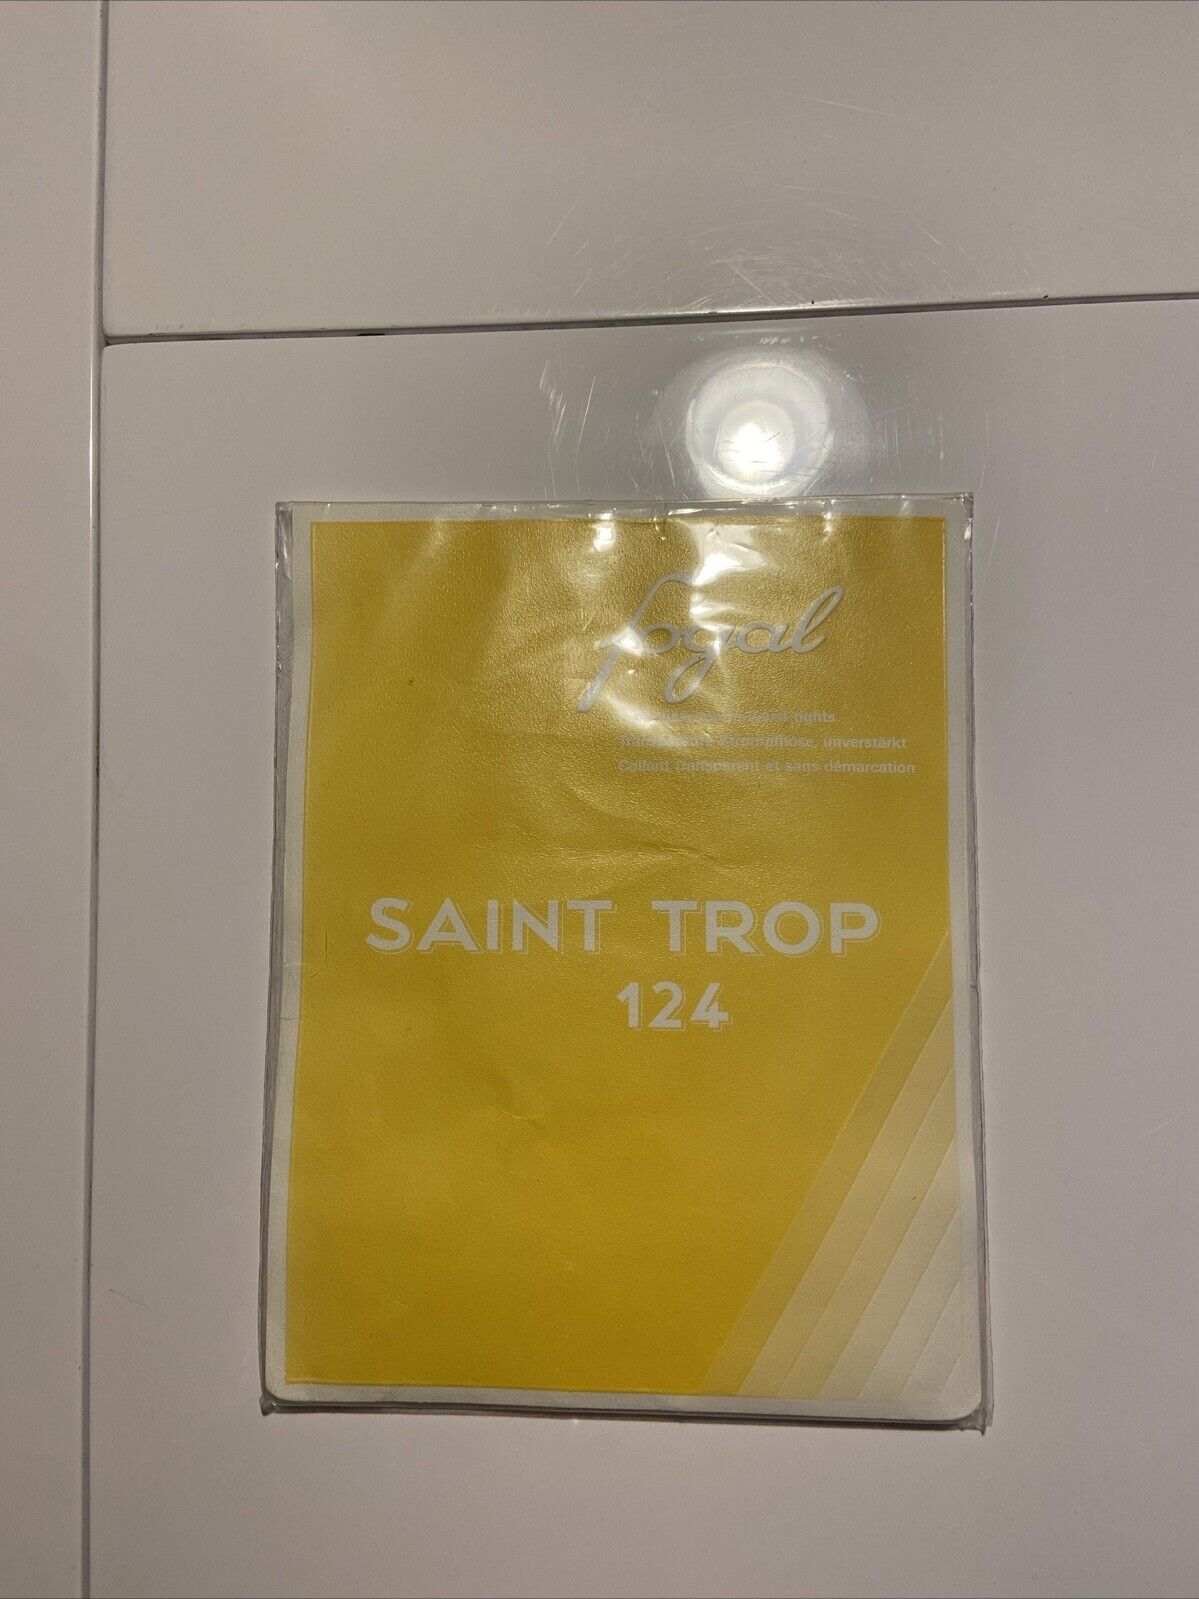 fogal
tights
Strumpfhose, unverstärkt
Collant transparent et sans démarcation
SAINT TROP
124